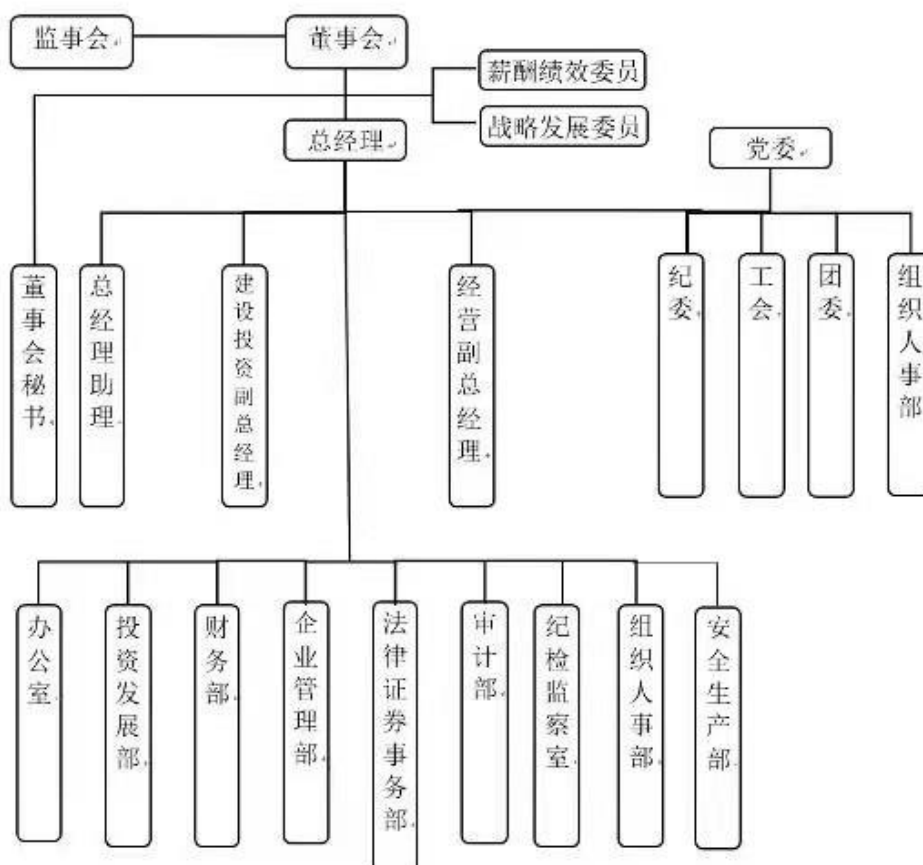 监事会
董事会
薪酬绩效委员
战略发展委员
总经理
党委
董事会秘书
总经理助理
建设投资副总经理
经营副总经理
纪委
工会
团委
组织人事部
办公室
投资发展部
财务部
企业管理部
法律证券事务部
审计部
纪检监察室
组织人事部
安全生产部